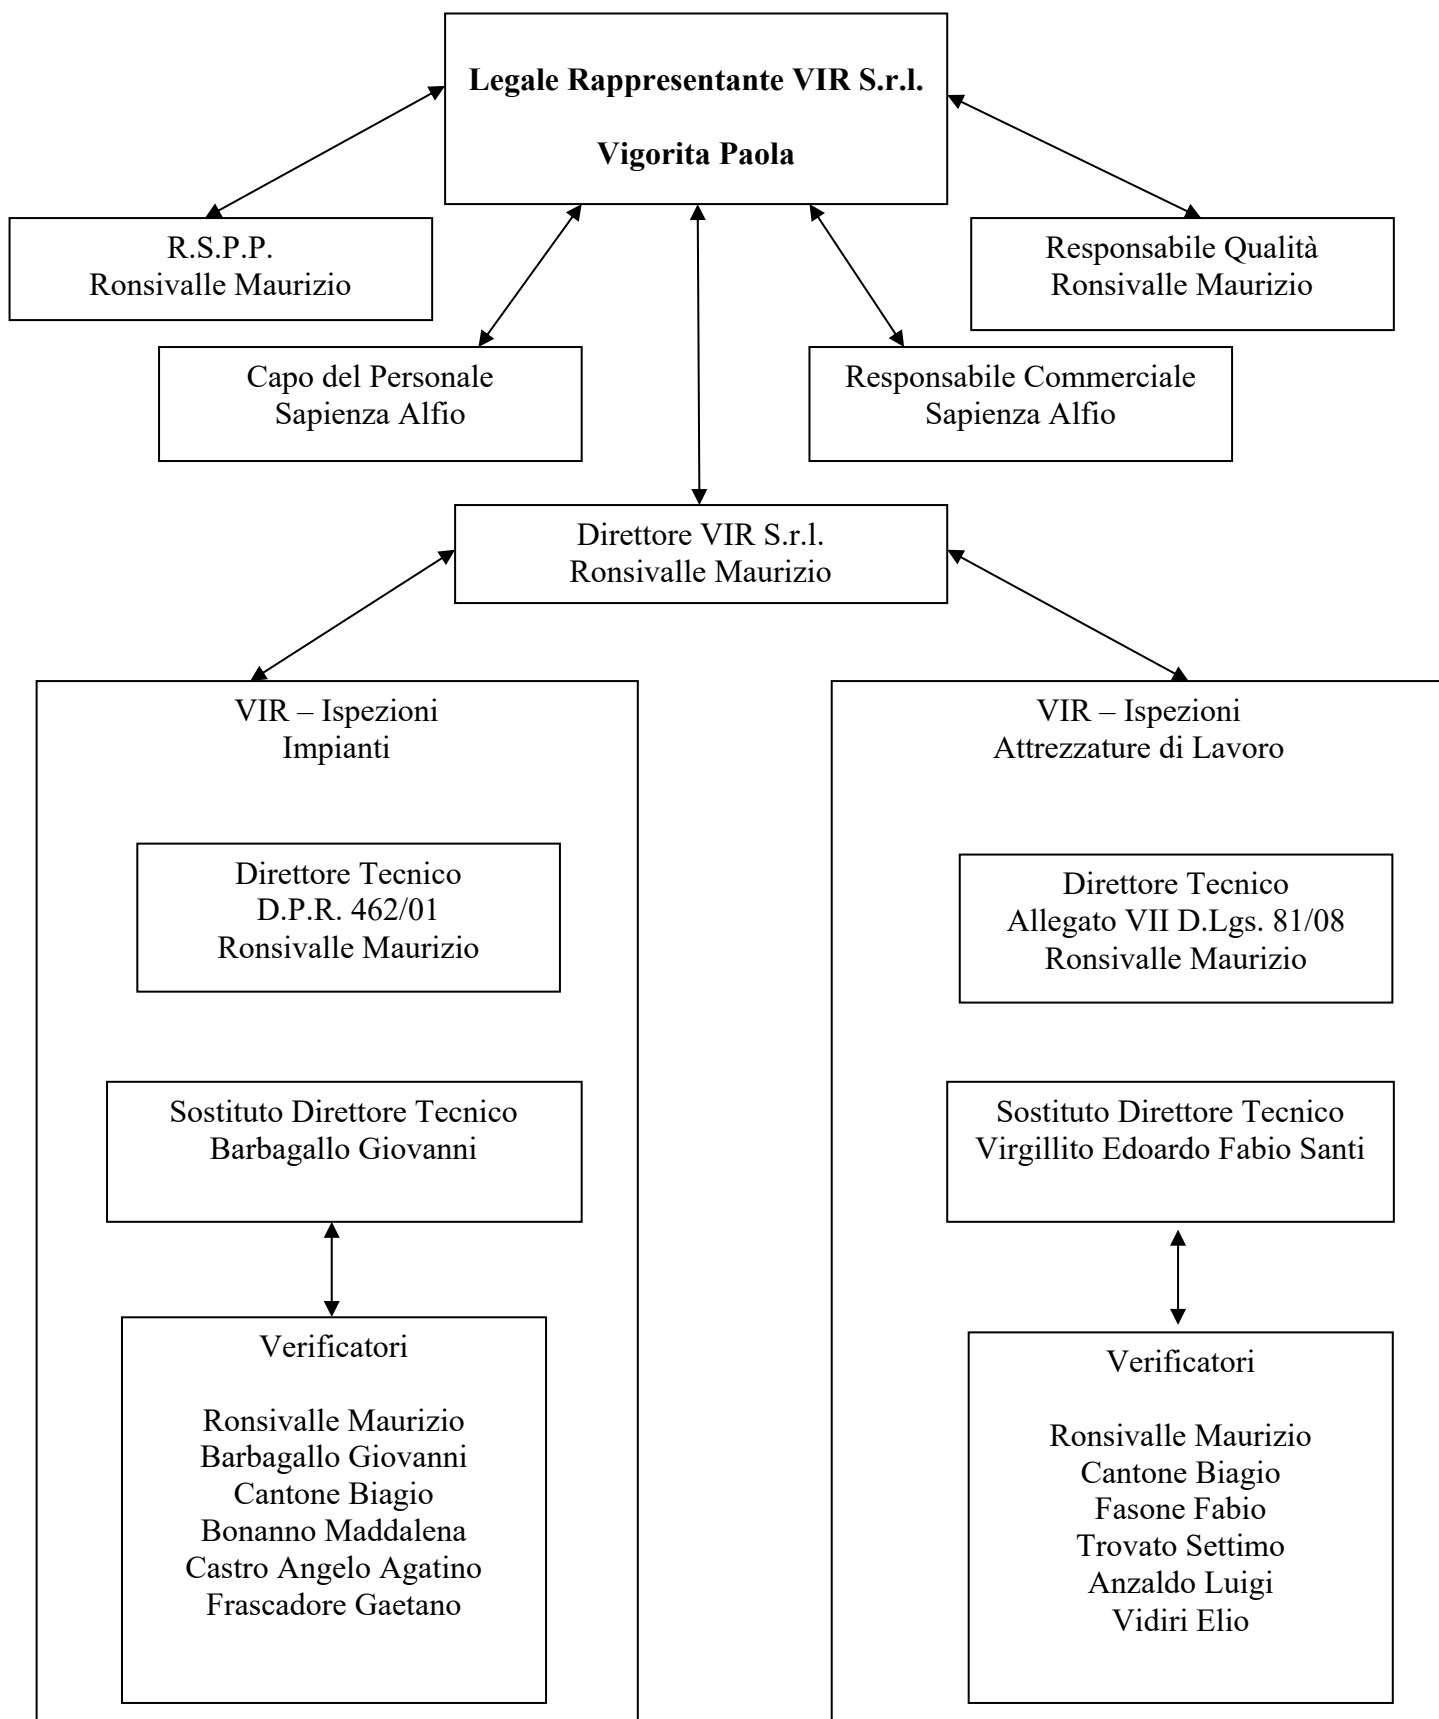 Legale Rappresentante VIR S.r.l.
Vigorita Paola
R.S.P.P.
Ronsivalle Maurizio
Responsabile Qualità
Ronsivalle Maurizio
Capo del Personale
Sapienza Alfio
Responsabile Commerciale
Sapienza Alfio
Direttore VIR S.r.l.
Ronsivalle Maurizio
VIR – Ispezioni
Impianti
Direttore Tecnico
D.P.R. 462/01
Ronsivalle Maurizio
Sostituto Direttore Tecnico
Barbagallo Giovanni
Verificatori
Ronsivalle Maurizio
Barbagallo Giovanni
Cantone Biagio
Bonanno Maddalena
Castro Angelo Agatino
Frascadore Gaetano
VIR – Ispezioni
Attrezzature di Lavoro
Direttore Tecnico
Allegato VII D.Lgs. 81/08
Ronsivalle Maurizio
Sostituto Direttore Tecnico
Virgillito Edoardo Fabio Santi
Verificatori
Ronsivalle Maurizio
Cantone Biagio
Fasone Fabio
Trovato Settimo
Anzaldo Luigi
Vidiri Elio